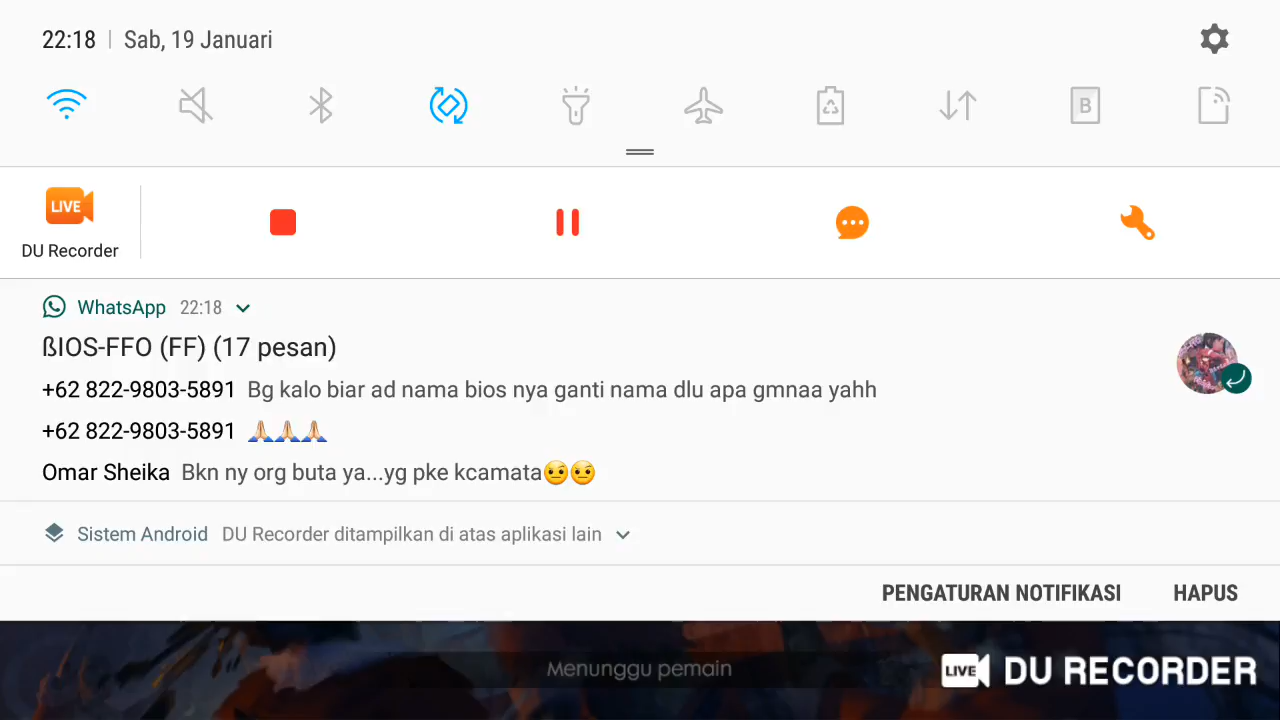 22:18 | Sab, 19 Januari
B
LIVE
DU Recorder
WhatsApp 22:18
ßIOS-FFO (FF) (17 pesan)
+62 822-9803-5891 Bg kalo biar ad nama bios nya ganti nama dlu apa gmnaa yahh
+62 822-9803-5891 🙏🙏🙏
Omar Sheika Bkn ny org buta ya...yg pke kcamata🤨🤨
Sistem Android DU Recorder ditampilkan di atas aplikasi lain
PENGATURAN NOTIFIKASI HAPUS
Menunggu pemain
LIVE DU RECORDER